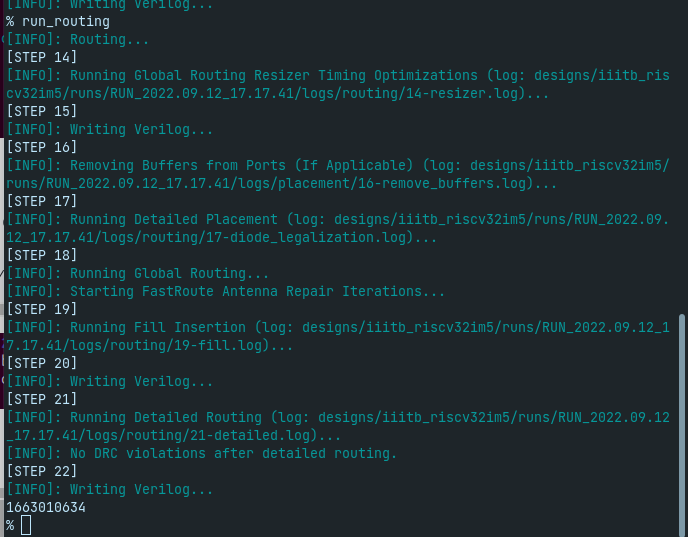 [INFO]: Writing Verilog...
% run_routing
[INFO]: Routing...
[STEP 14]
[INFO]: Running Global Routing Resizer Timing Optimizations (log: designs/iiitb_ris
cv32im5/runs/RUN_2022.09.12_17.17.41/logs/routing/14-resizer.log)...
[STEP 15]
[INFO]: Writing Verilog...
[STEP 16]
[INFO]: Removing Buffers from Ports (If Applicable) (log: designs/iiitb_riscv32im5/
runs/RUN_2022.09.12_17.17.41/logs/placement/16-remove_buffers.log)...
[STEP 17]
[INFO]: Running Detailed Placement (log: designs/iiitb_riscv32im5/runs/RUN_2022.09.
12_17.17.41/logs/routing/17-diode_legalization.log)...
[STEP 18]
[INFO]: Running Global Routing...
[INFO]: Starting FastRoute Antenna Repair Iterations...
[STEP 19]
[INFO]: Running Fill Insertion (log: designs/iiitb_riscv32im5/runs/RUN_2022.09.12_1
7.17.41/logs/routing/19-fill.log)...
[STEP 20]
[INFO]: Writing Verilog...
[STEP 21]
[INFO]: Running Detailed Routing (log: designs/iiitb_riscv32im5/runs/RUN_2022.09.12
_17.17.41/logs/routing/21-detailed.log)...
[INFO]: No DRC violations after detailed routing.
[STEP 22]
[INFO]: Writing Verilog...
1663010634
%